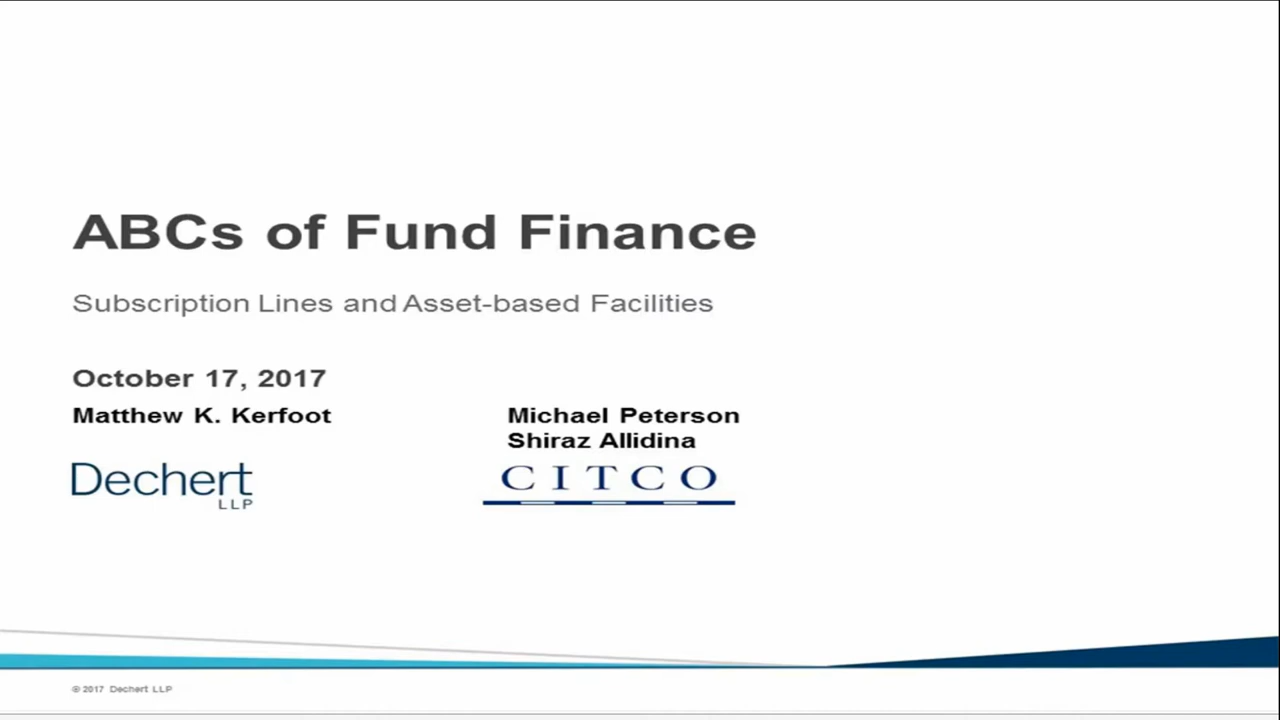 ABCs of Fund Finance
Subscription Lines and Asset-based Facilities
October 17, 2017
Matthew K. Kerfoot
Michael Peterson
Shiraz Allidina
Dechert
LLP
CITCO
© 2017 Dechert LLP